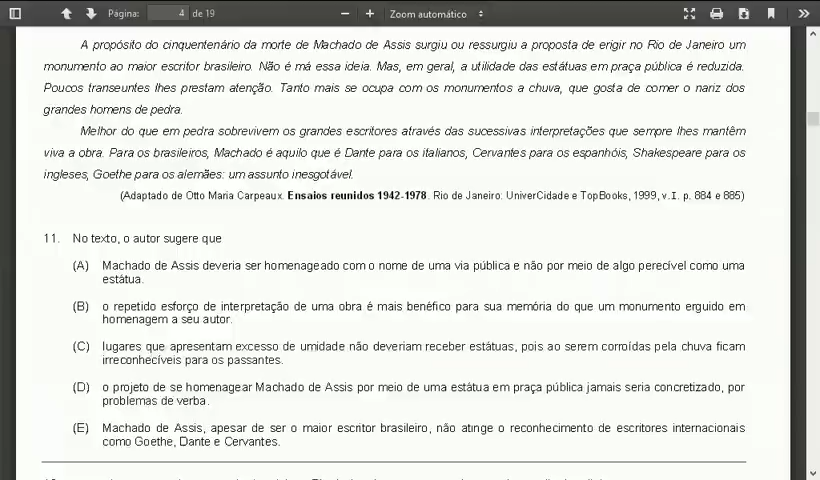 Página: 4 de 19 Zoom automático
A propósito do cinquentenário da morte de Machado de Assis surgiu ou ressurgiu a proposta de erigir no Rio de Janeiro um
monumento ao maior escritor brasileiro. Não é má essa ideia. Mas, em geral, a utilidade das estátuas em praça pública é reduzida.
Poucos transeuntes lhes prestam atenção. Tanto mais se ocupa com os monumentos a chuva, que gosta de comer o nariz dos
grandes homens de pedra.
Melhor do que em pedra sobrevivem os grandes escritores através das sucessivas interpretações que sempre lhes mantêm
viva a obra. Para os brasileiros, Machado é aquilo que é Dante para os italianos, Cervantes para os espanhóis, Shakespeare para os
ingleses, Goethe para os alemães: um assunto inesgotável.
(Adaptado de Otto Maria Carpeaux. Ensaios reunidos 1942-1978. Rio de Janeiro: UniverCidade e TopBooks, 1999, v.I. p. 884 e 885)
11. No texto, o autor sugere que
(A) Machado de Assis deveria ser homenageado com o nome de uma via pública e não por meio de algo perecível como uma
estátua.
(B) o repetido esforço de interpretação de uma obra é mais benéfico para sua memória do que um monumento erguido em
homenagem a seu autor.
(C) lugares que apresentam excesso de umidade não deveriam receber estátuas, pois ao serem corroídas pela chuva ficam
irreconhecíveis para os passantes.
(D) o projeto de se homenagear Machado de Assis por meio de uma estátua em praça pública jamais seria concretizado, por
problemas de verba.
(E) Machado de Assis, apesar de ser o maior escritor brasileiro, não atinge o reconhecimento de escritores internacionais
como Goethe, Dante e Cervantes.